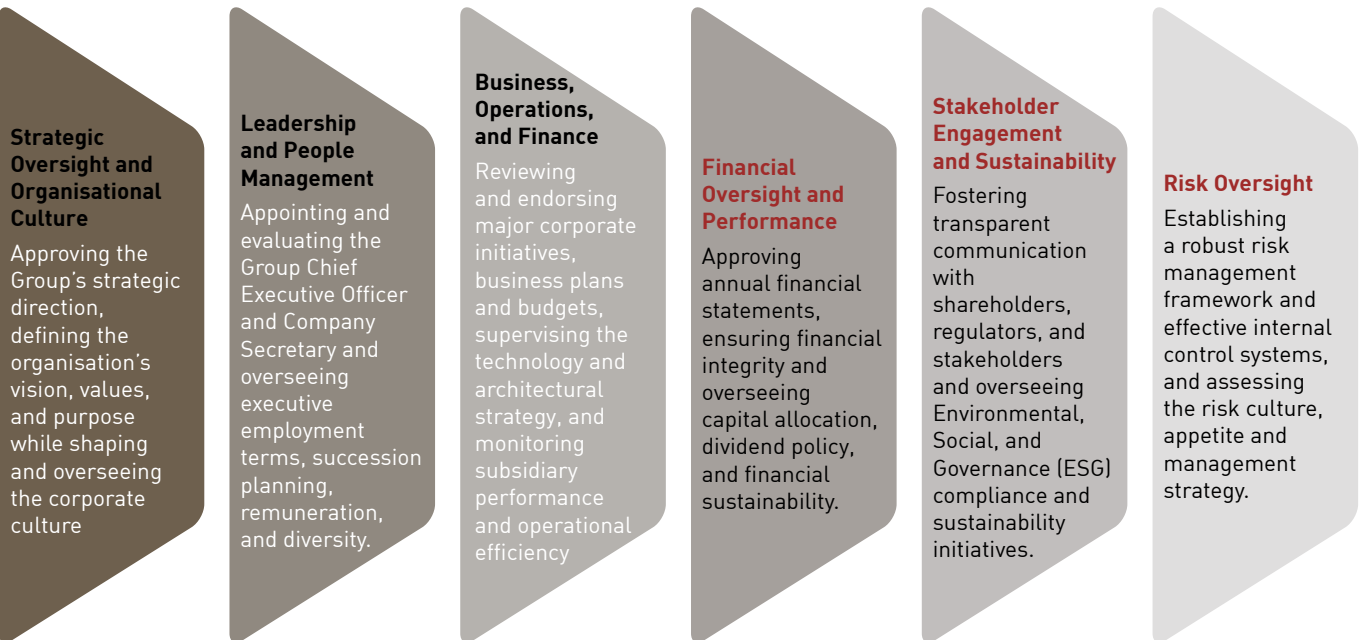 Strategic
Oversight and
Organisational
Culture
Approving the
Group's strategic
direction,
defining the
organisation's
vision, values,
and purpose
while shaping
and overseeing
the corporate
culture
Leadership
and People
Management
Appointing and
evaluating the
Group Chief
Executive Officer
and Company
Secretary and
overseeing
executive
employment
terms, succession
planning,
remuneration,
and diversity.
Business,
Operations,
and Finance
Reviewing
and endorsing
major corporate
initiatives,
business plans
and budgets,
supervising the
technology and
architectural
strategy, and
monitoring
subsidiary
performance
and operational
efficiency
Financial
Oversight and
Performance
Approving
annual financial
statements,
ensuring financial
integrity and
overseeing
capital allocation,
dividend policy,
and financial
sustainability.
Stakeholder
Engagement
and Sustainability
Fostering
transparent
communication
with
shareholders,
regulators, and
stakeholders
and overseeing
Environmental,
Social, and
Governance (ESG)
compliance and
sustainability
initiatives.
Risk Oversight
Establishing
a robust risk
management
framework and
effective internal
control systems,
and assessing
the risk culture,
appetite and
management
strategy.